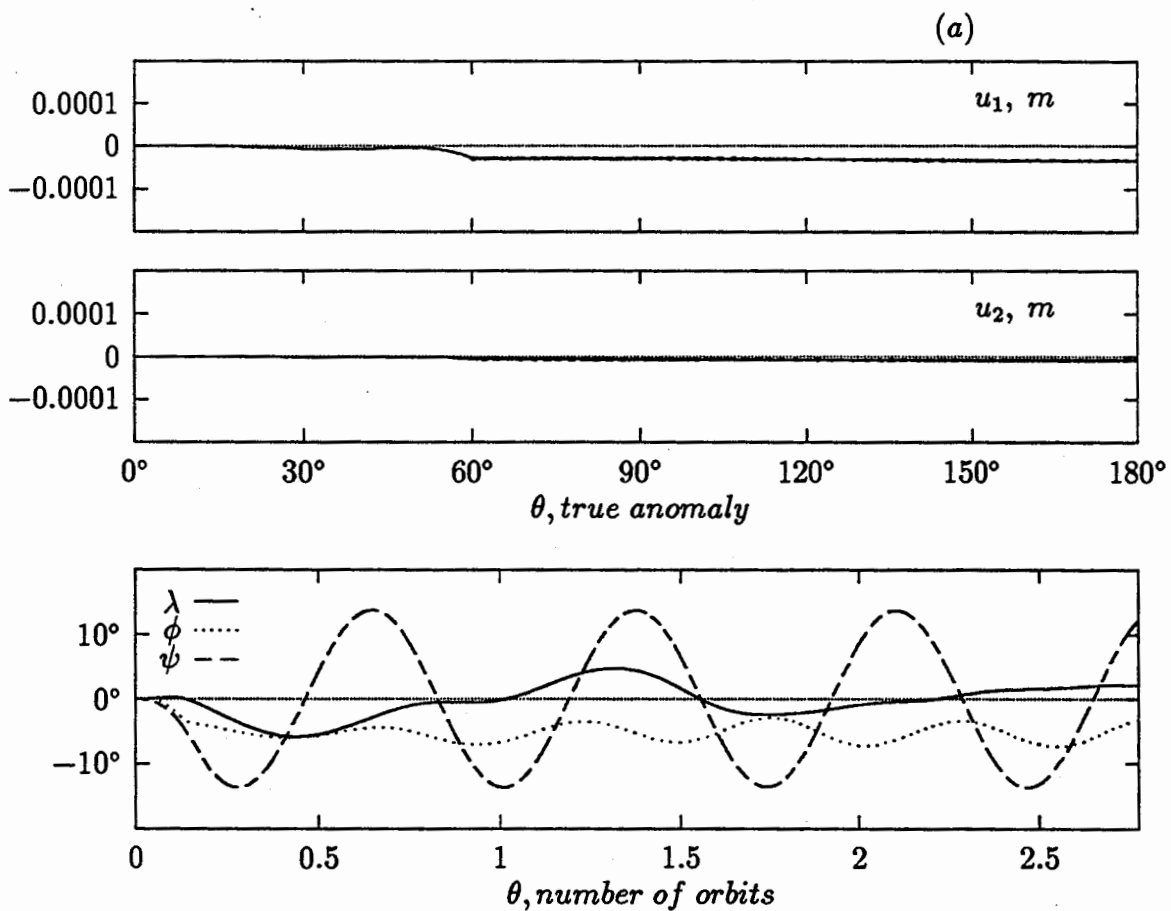 (a)
u₁, m
0.0001
0
−0.0001
u₂, m
0.0001
0
−0.0001
0° 30° 60° 90° 120° 150° 180°
θ, true anomaly
λ
ϕ
ψ
10°
0°
−10°
0 0.5 1 1.5 2 2.5
θ, number of orbits